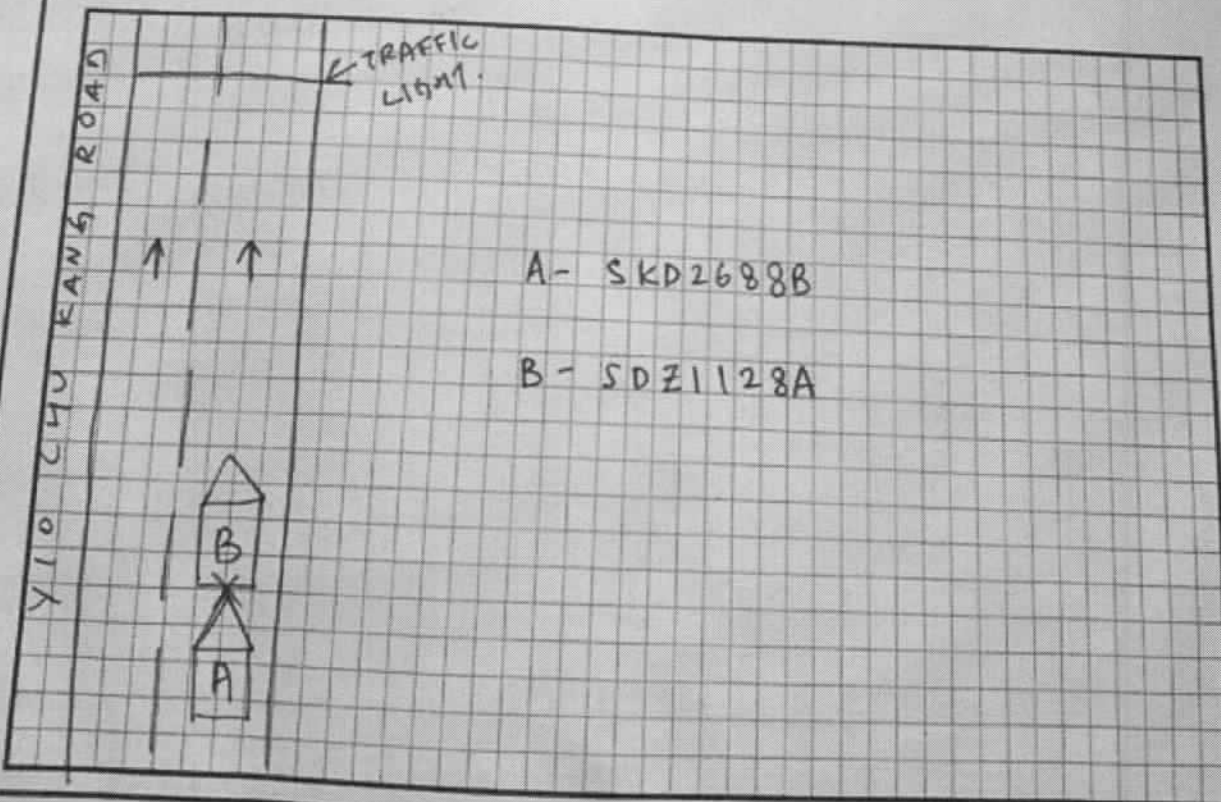 YIO CHU KANG ROAD
TRAFFIC
LIGHT.
A - SKD2688B
B - SDZ1128A
B
A